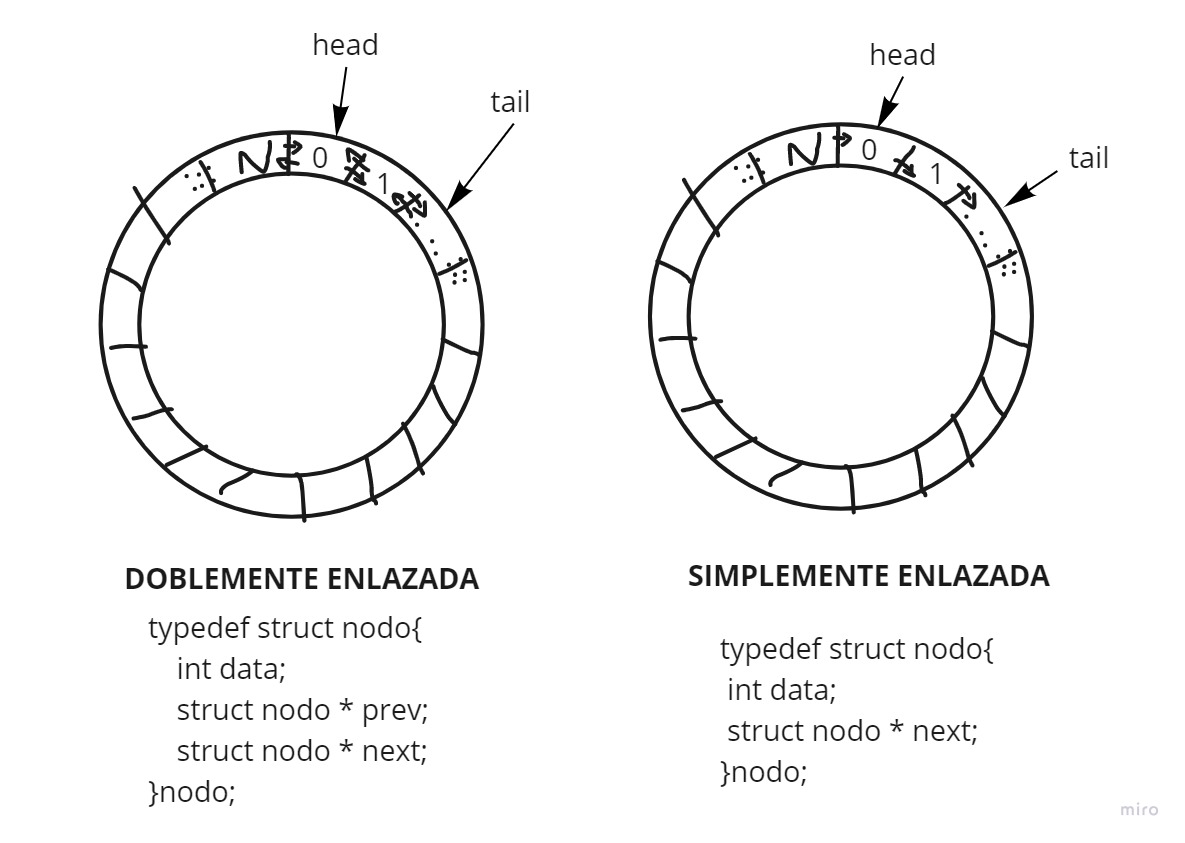 head
tail
N 0
1
DOBLEMENTE ENLAZADA
typedef struct nodo{
int data;
struct nodo * prev;
struct nodo * next;
}nodo;
head
tail
N 0
1
SIMPLEMENTE ENLAZADA
typedef struct nodo{
int data;
struct nodo * next;
}nodo;
miro